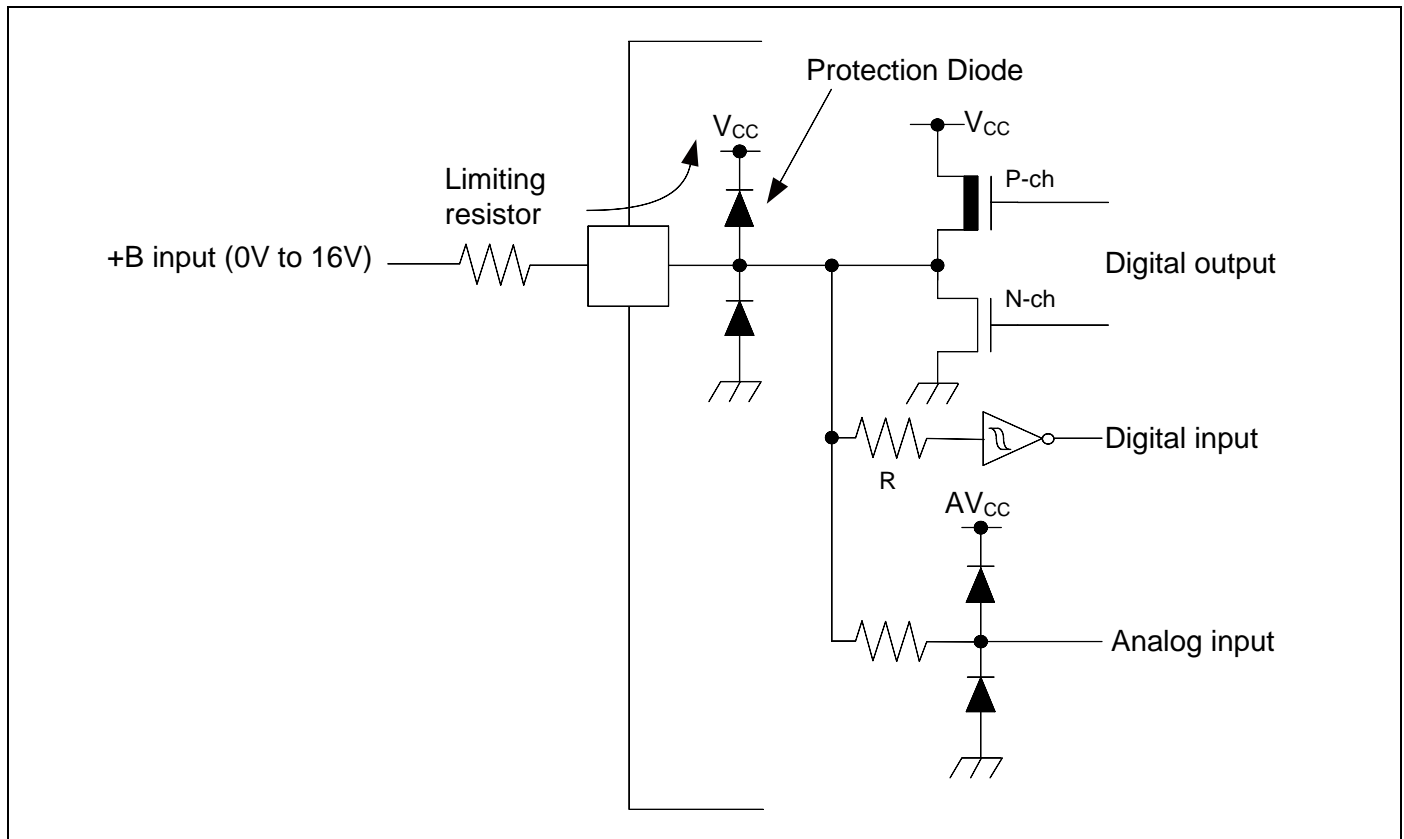 Protection Diode
VCC
VCC
Limiting
resistor
P-ch
+B input (0V to 16V)
Digital output
N-ch
Digital input
R
AVCC
Analog input